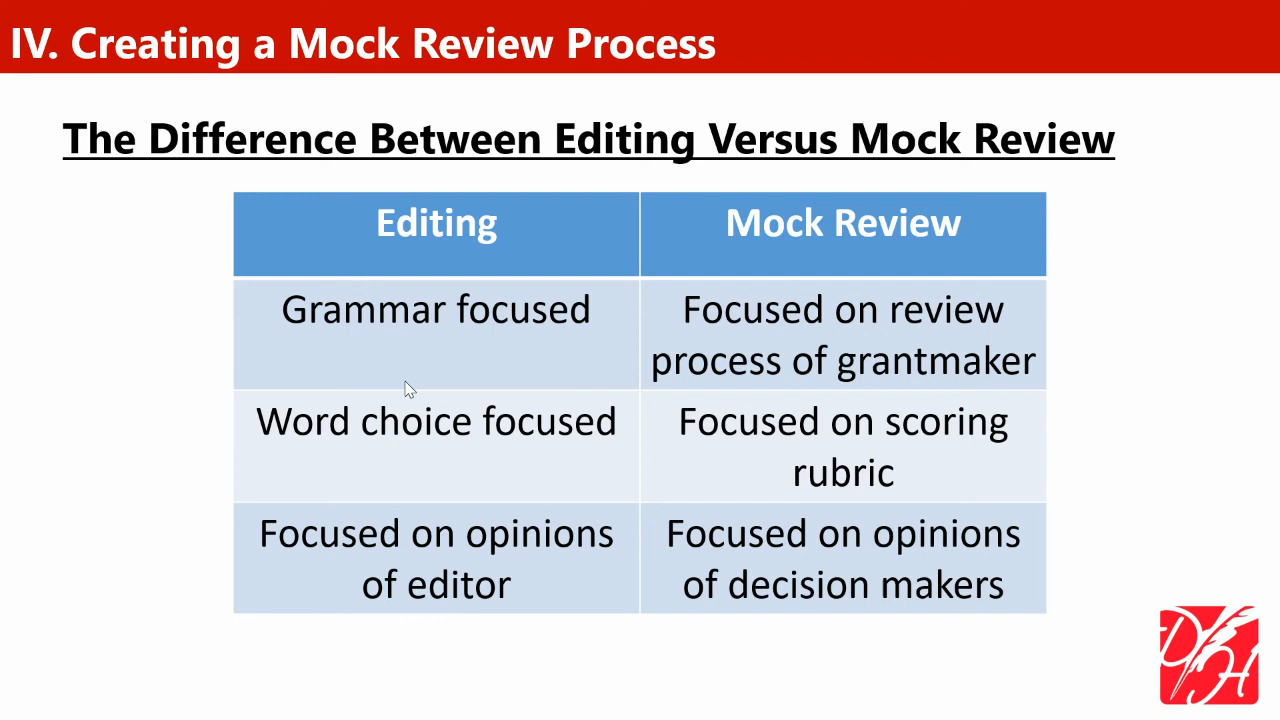 IV. Creating a Mock Review Process
The Difference Between Editing Versus Mock Review
Editing
Mock Review
Grammar focused
Focused on review
process of grantmaker
Word choice focused
Focused on scoring
rubric
Focused on opinions
of editor
Focused on opinions
of decision makers
DH